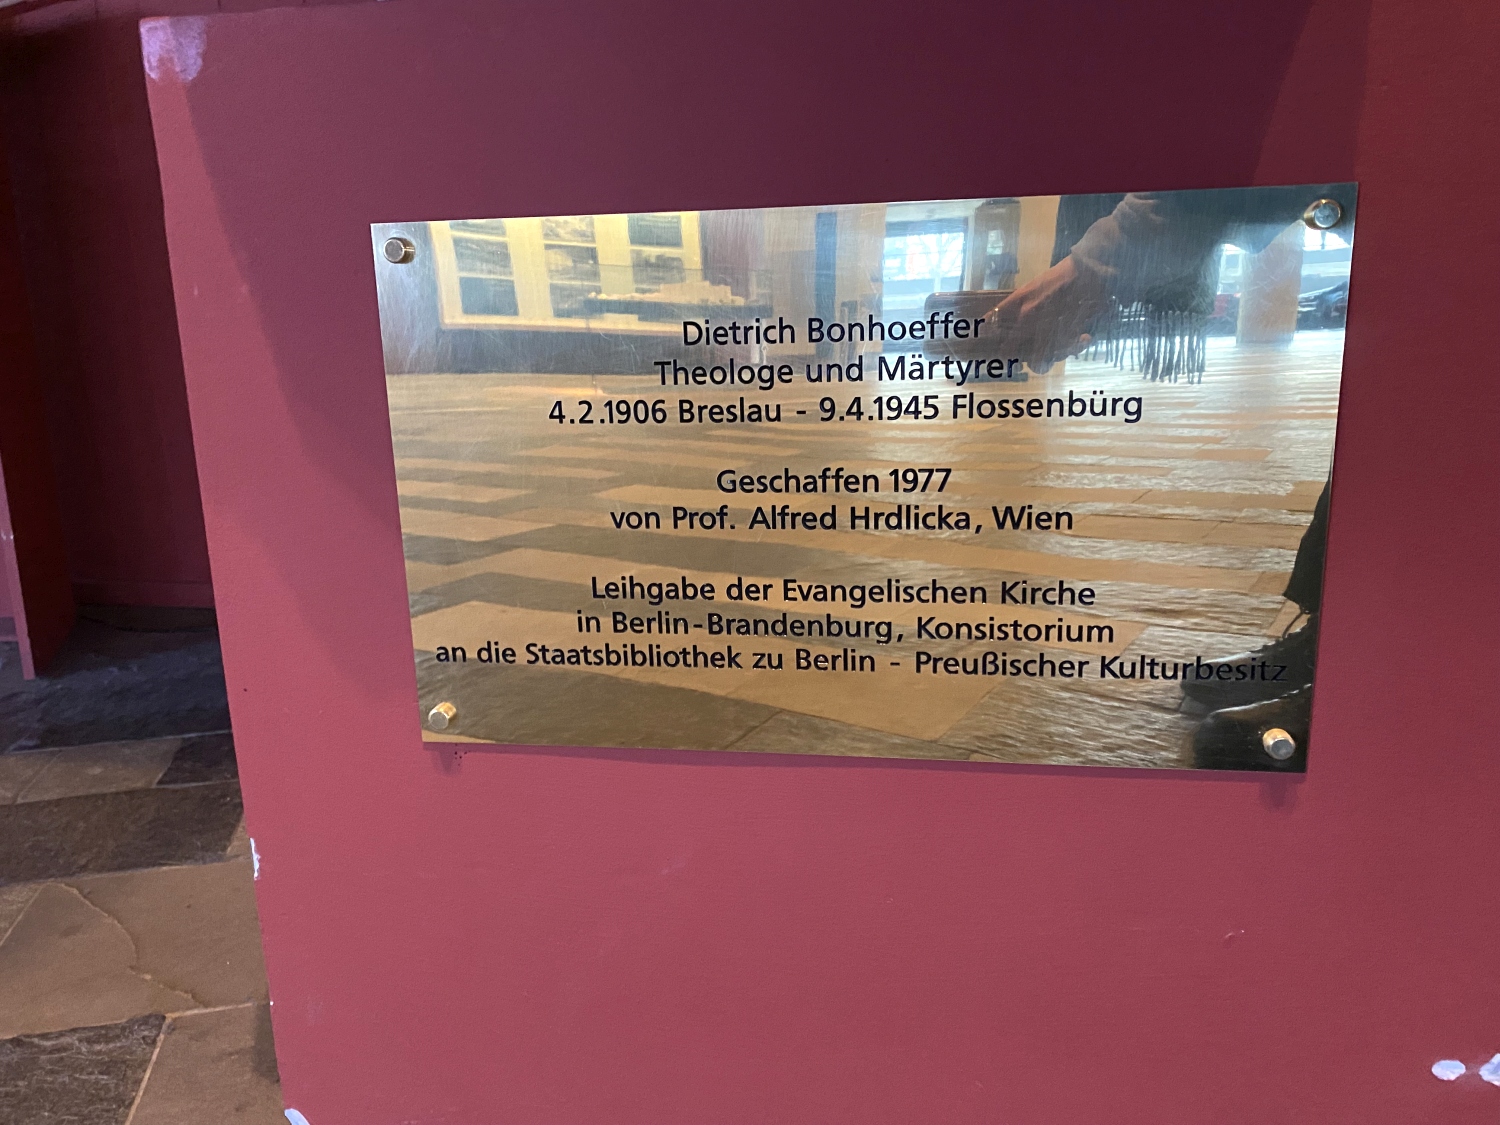 Dietrich Bonhoeffer
Theologe und Märtyrer
4.2.1906 Breslau - 9.4.1945 Flossenbürg
Geschaffen 1977
von Prof. Alfred Hrdlicka, Wien
Leihgabe der Evangelischen Kirche
in Berlin-Brandenburg, Konsistorium
an die Staatsbibliothek zu Berlin - Preußischer Kulturbesitz